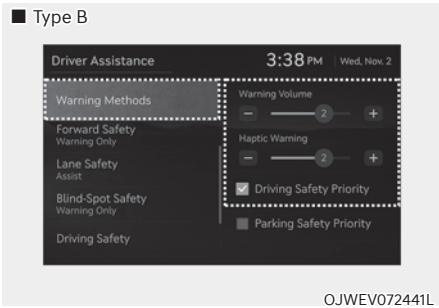 ■ Type B
Driver Assistance
3:38 PM
Wed, Nov. 2
Warning Methods
Forward Safety
Warning Only
Lane Safety
Assist
Blind-Spot Safety
Warning Only
Driving Safety
Warning Volume
− 2 +
Haptic Warning
− 2 +
Driving Safety Priority
Parking Safety Priority
OJWEV072441L